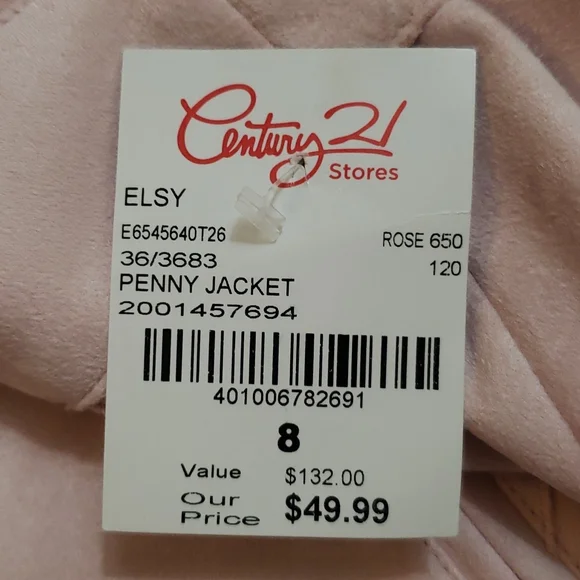 Century 21
Stores
ELSY
E6545640T26 ROSE 650
36/3683 120
PENNY JACKET
2001457694
401006782691
8
Value $132.00
Our
Price $49.99